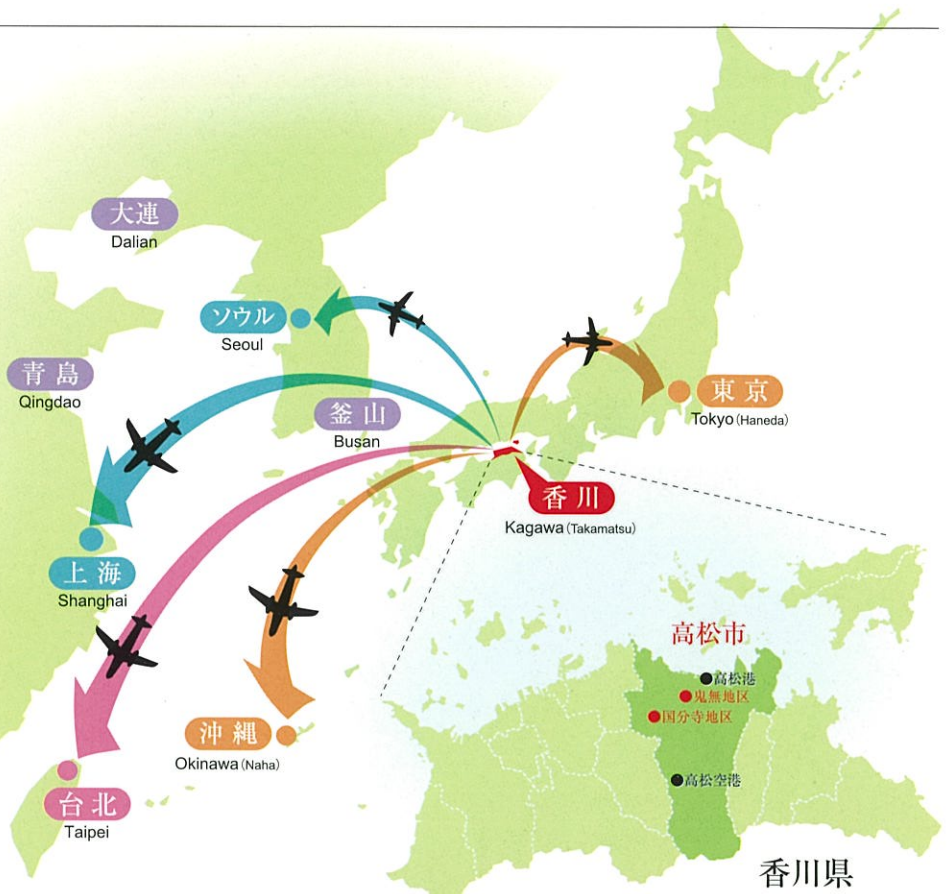 大連
Dalian
ソウル
Seoul
青島
Qingdao
釜山
Busan
東京
Tokyo (Haneda)
香川
Kagawa (Takamatsu)
上海
Shanghai
沖縄
Okinawa (Naha)
台北
Taipei
高松市
高松港
鬼無地区
国分寺地区
高松空港
香川県